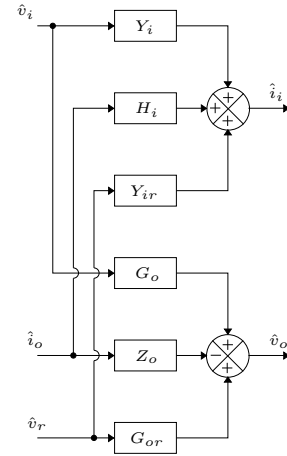 v̂ᵢ Yᵢ
+
+ Hᵢ îᵢ
+
Yᵢᵣ
Gₒ
+
îₒ Zₒ − v̂ₒ
+
v̂ᵣ Gₒᵣ